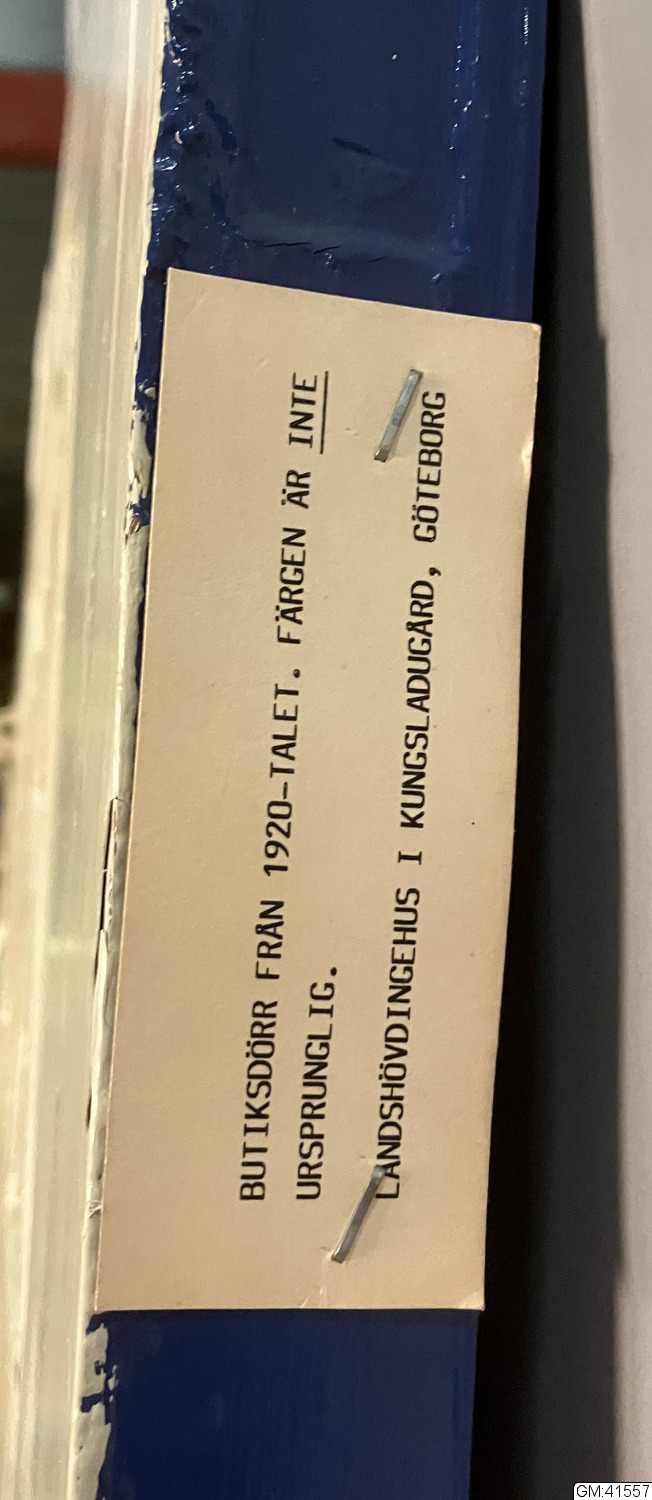 BUTIKSDÖRR FRÅN 1920-TALET. FÄRGEN ÄR INTE
URSPRUNGLIG.
LANDSHÖVDINGEHUS I KUNGSLADUGÅRD, GÖTEBORG
GM:41557